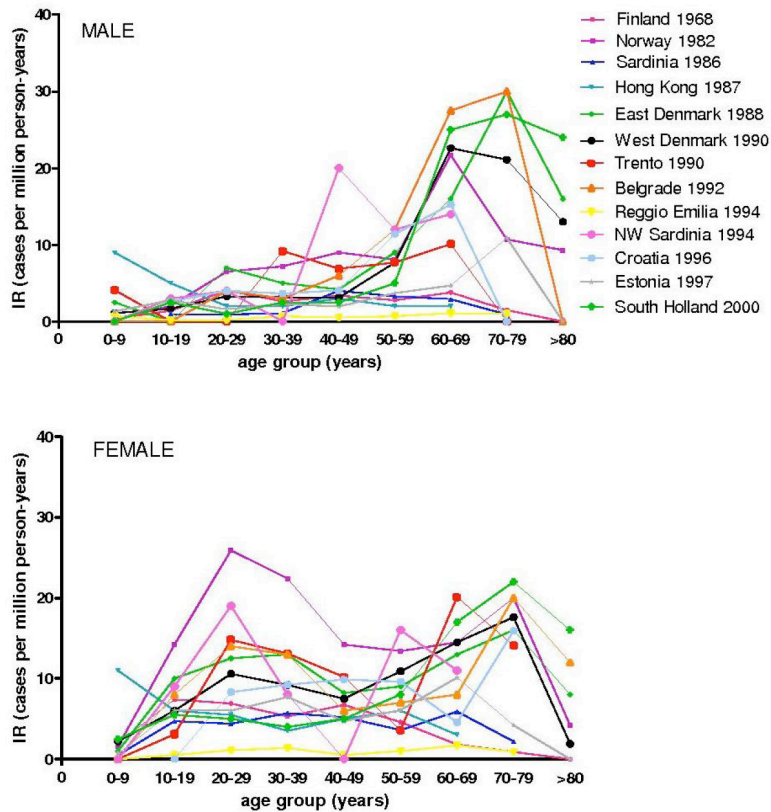 MALE
IR (cases per million person-years)
40
30
20
10
0
0 0-9 10-19 20-29 30-39 40-49 50-59 60-69 70-79 >80
age group (years)
Finland 1968
Norway 1982
Sardinia 1986
Hong Kong 1987
East Denmark 1988
West Denmark 1990
Trento 1990
Belgrade 1992
Reggio Emilia 1994
NW Sardinia 1994
Croatia 1996
Estonia 1997
South Holland 2000
FEMALE
IR (cases per million person-years)
40
30
20
10
0
0 0-9 10-19 20-29 30-39 40-49 50-59 60-69 70-79 >80
age group (years)